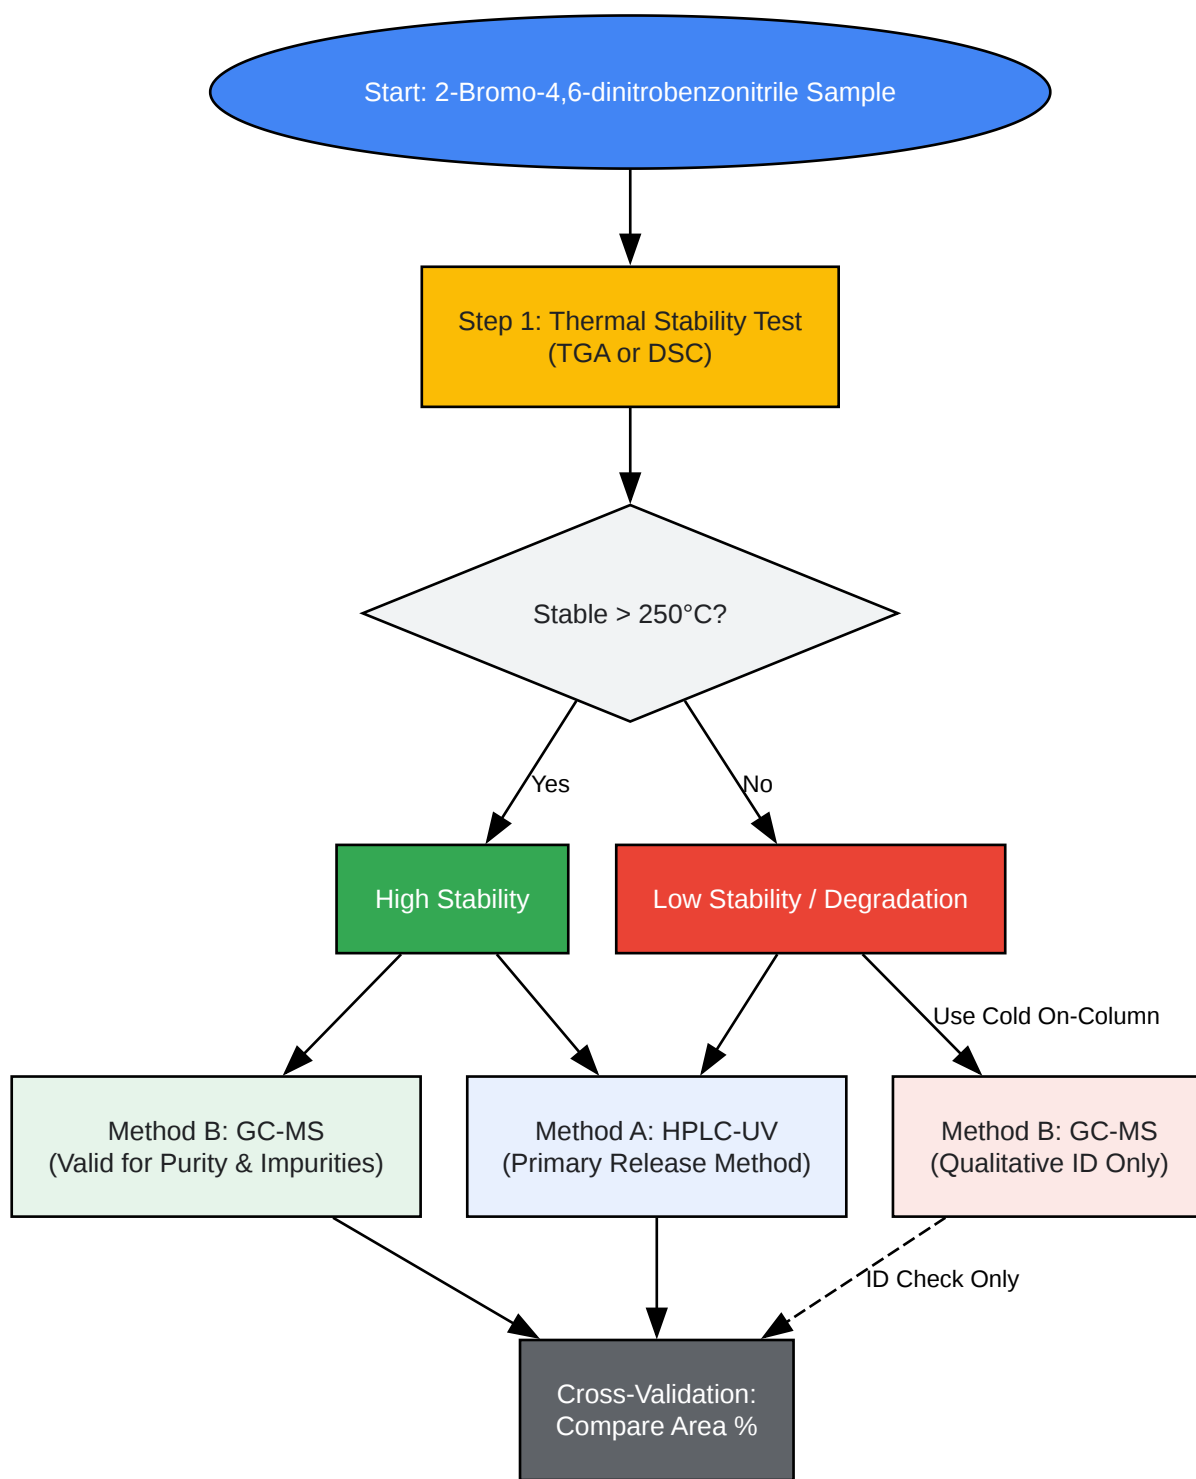 Start: 2-Bromo-4,6-dinitrobenzonitrile Sample
Step 1: Thermal Stability Test
(TGA or DSC)
Stable > 250°C?
Yes
No
High Stability
Low Stability / Degradation
Use Cold On-Column
Method B: GC-MS
(Valid for Purity & Impurities)
Method A: HPLC-UV
(Primary Release Method)
Method B: GC-MS
(Qualitative ID Only)
ID Check Only
Cross-Validation:
Compare Area %